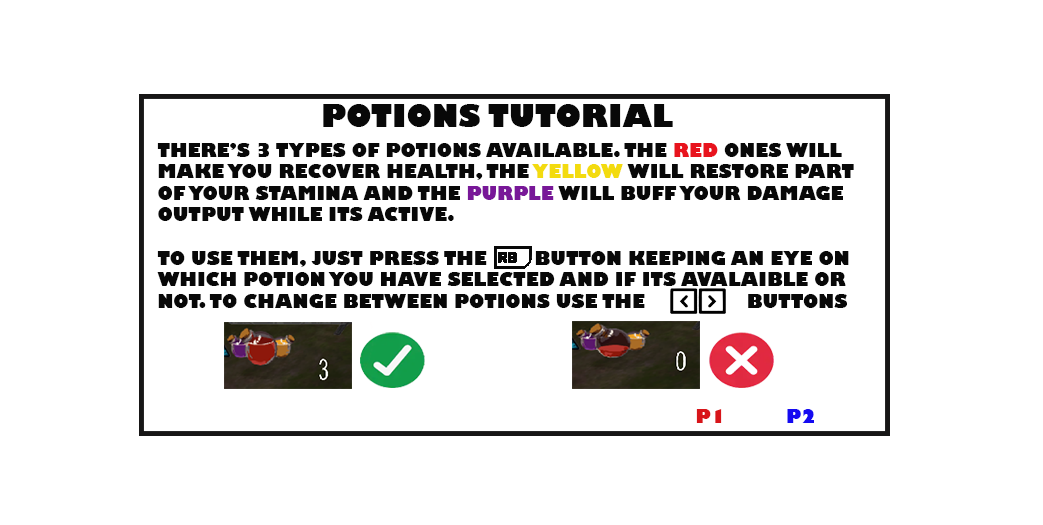 POTIONS TUTORIAL
THERE'S 3 TYPES OF POTIONS AVAILABLE. THE RED ONES WILL
MAKE YOU RECOVER HEALTH, THE YELLOW WILL RESTORE PART
OF YOUR STAMINA AND THE PURPLE WILL BUFF YOUR DAMAGE
OUTPUT WHILE ITS ACTIVE.
TO USE THEM, JUST PRESS THE RB BUTTON KEEPING AN EYE ON
WHICH POTION YOU HAVE SELECTED AND IF ITS AVALAIBLE OR
NOT. TO CHANGE BETWEEN POTIONS USE THE < > BUTTONS
3
0
P1 P2